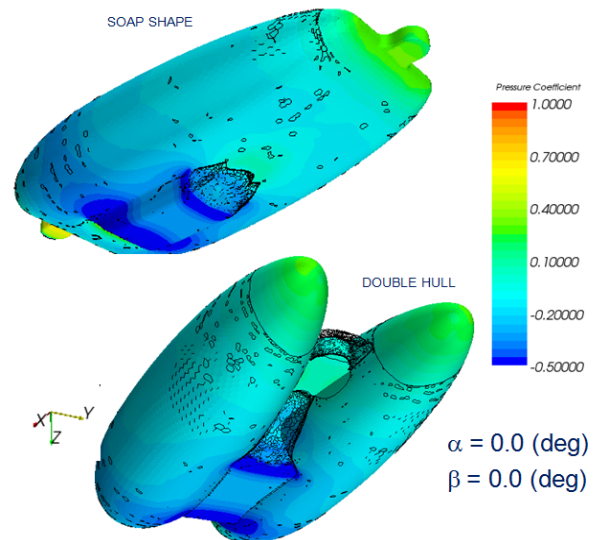 SOAP SHAPE
Pressure Coefficient
1.0000
0.70000
0.40000
0.10000
-0.20000
-0.50000
DOUBLE HULL
X
Y
Z
α = 0.0 (deg)
β = 0.0 (deg)